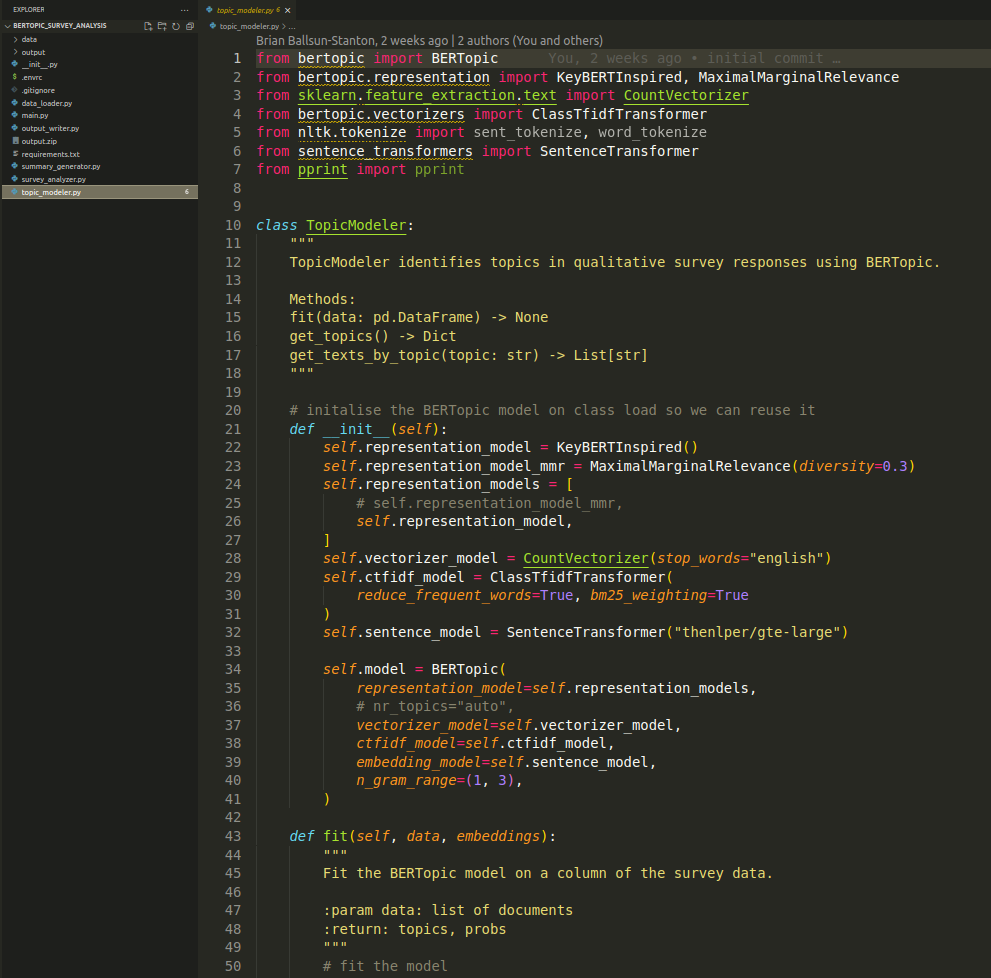 EXPLORER
...
BERTOPIC_SURVEY_ANALYSIS
data
output
__init__.py
.envrc
.gitignore
data_loader.py
main.py
output_writer.py
output.zip
requirements.txt
summary_generator.py
survey_analyzer.py
topic_modeler.py 6
topic_modeler.py 6 ×
topic_modeler.py > ...
Brian Ballsun-Stanton, 2 weeks ago | 2 authors (You and others)
1 from bertopic import BERTopic You, 2 weeks ago • initial commit …
2 from bertopic.representation import KeyBERTInspired, MaximalMarginalRelevance
3 from sklearn.feature_extraction.text import CountVectorizer
4 from bertopic.vectorizers import ClassTfidfTransformer
5 from nltk.tokenize import sent_tokenize, word_tokenize
6 from sentence_transformers import SentenceTransformer
7 from pprint import pprint
8
9
10 class TopicModeler:
11     """
12     TopicModeler identifies topics in qualitative survey responses using BERTopic.
13
14     Methods:
15     fit(data: pd.DataFrame) -> None
16     get_topics() -> Dict
17     get_texts_by_topic(topic: str) -> List[str]
18     """
19
20     # initalise the BERTopic model on class load so we can reuse it
21     def __init__(self):
22         self.representation_model = KeyBERTInspired()
23         self.representation_model_mmr = MaximalMarginalRelevance(diversity=0.3)
24         self.representation_models = [
25             # self.representation_model_mmr,
26             self.representation_model,
27         ]
28         self.vectorizer_model = CountVectorizer(stop_words="english")
29         self.ctfidf_model = ClassTfidfTransformer(
30             reduce_frequent_words=True, bm25_weighting=True
31         )
32         self.sentence_model = SentenceTransformer("thenlper/gte-large")
33
34         self.model = BERTopic(
35             representation_model=self.representation_models,
36             # nr_topics="auto",
37             vectorizer_model=self.vectorizer_model,
38             ctfidf_model=self.ctfidf_model,
39             embedding_model=self.sentence_model,
40             n_gram_range=(1, 3),
41         )
42
43     def fit(self, data, embeddings):
44         """
45         Fit the BERTopic model on a column of the survey data.
46
47         :param data: list of documents
48         :return: topics, probs
49         """
50         # fit the model